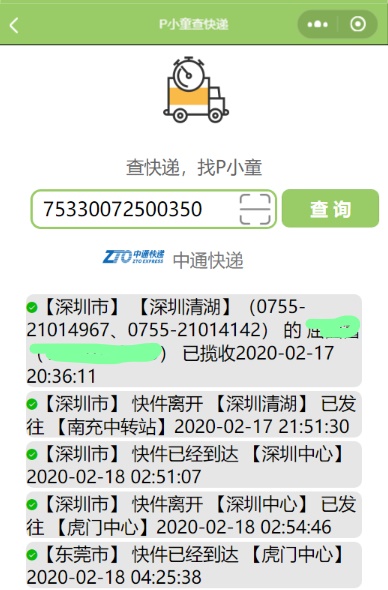 P小童查快递
查快递，找P小童
75330072500350
查询
ZTO中通快递
ZTO EXPRESS
中通快递
【深圳市】【深圳清湖】（0755-
21014967、0755-21014142） 的
（ ） 已揽收2020-02-17
20:36:11
【深圳市】 快件离开 【深圳清湖】 已发
往 【南充中转站】2020-02-17 21:51:30
【深圳市】 快件已经到达 【深圳中心】
2020-02-18 02:51:07
【深圳市】 快件离开 【深圳中心】 已发
往 【虎门中心】2020-02-18 02:54:46
【东莞市】 快件已经到达 【虎门中心】
2020-02-18 04:25:38